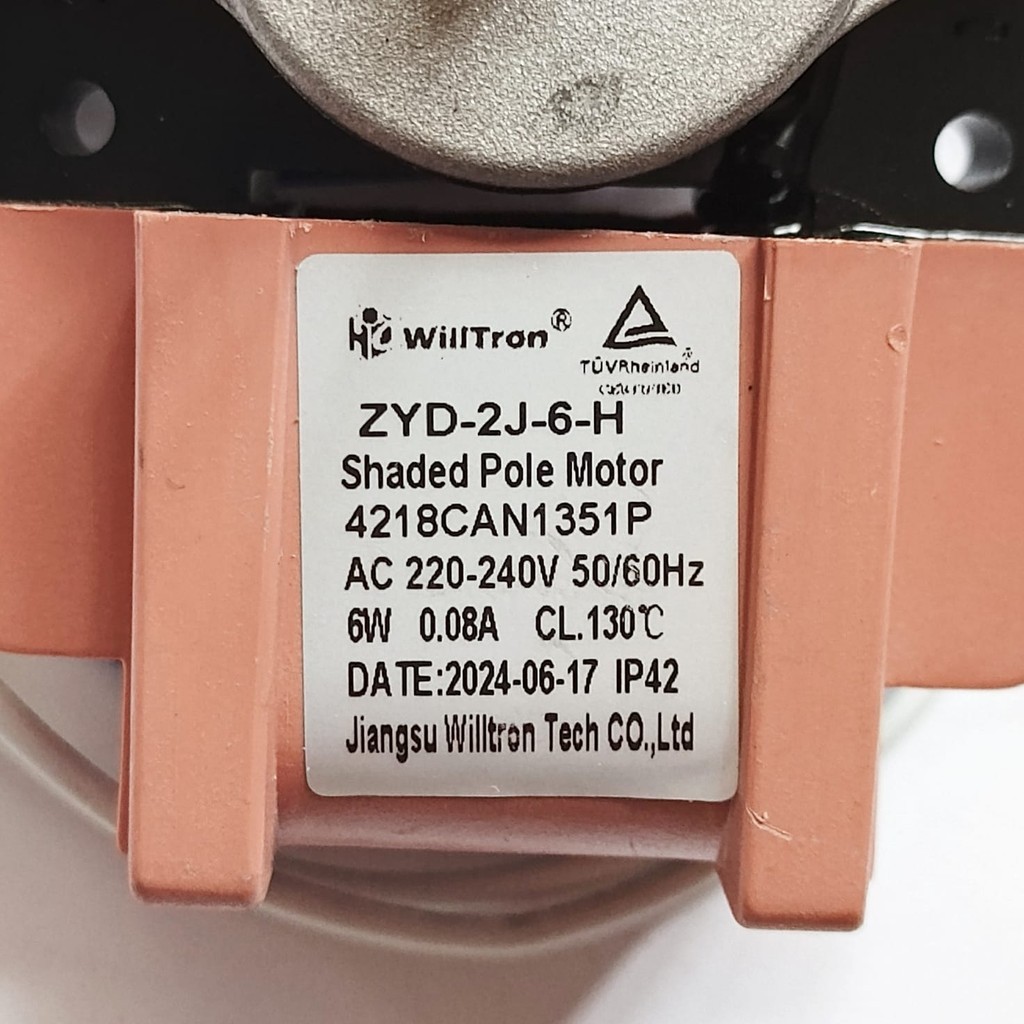 WillTron®
TÜVRheinland®
ZYD-2J-6-H
Shaded Pole Motor
4218CAN1351P
AC 220-240V 50/60Hz
6W 0.08A CL.130℃
DATE:2024-06-17 IP42
Jiangsu Willtron Tech CO.,Ltd